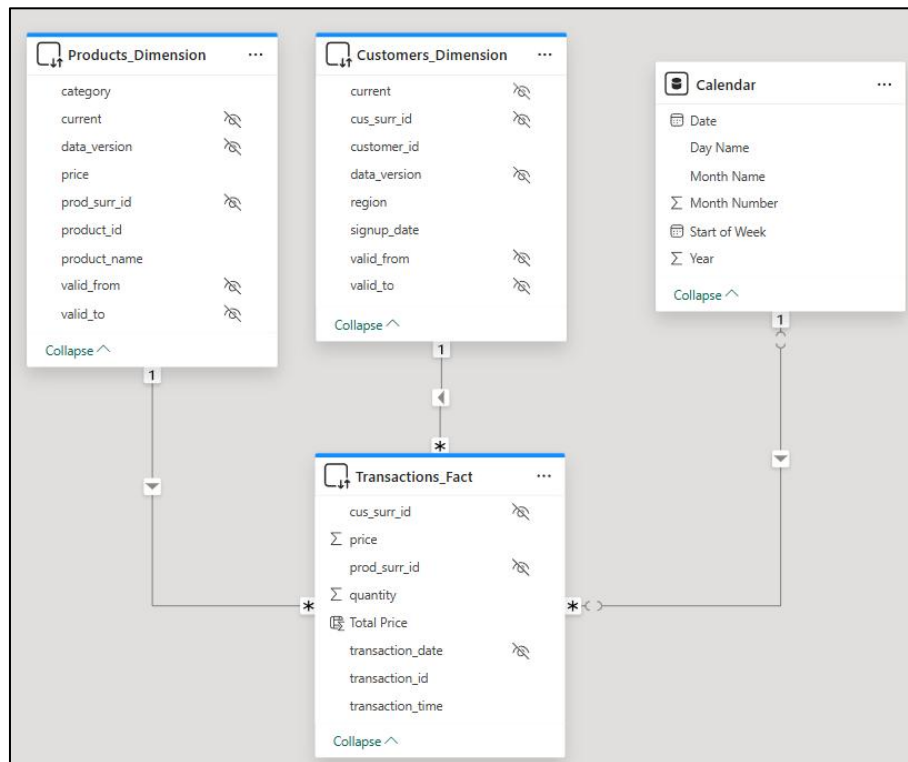 Products_Dimension
category
current
data_version
price
prod_surr_id
product_id
product_name
valid_from
valid_to
Collapse
1
Customers_Dimension
current
cus_surr_id
customer_id
data_version
region
signup_date
valid_from
valid_to
Collapse
1
*
Calendar
Date
Day Name
Month Name
Σ Month Number
Start of Week
Σ Year
Collapse
1
Transactions_Fact
cus_surr_id
Σ price
prod_surr_id
* Σ quantity *
Total Price
transaction_date
transaction_id
transaction_time
Collapse